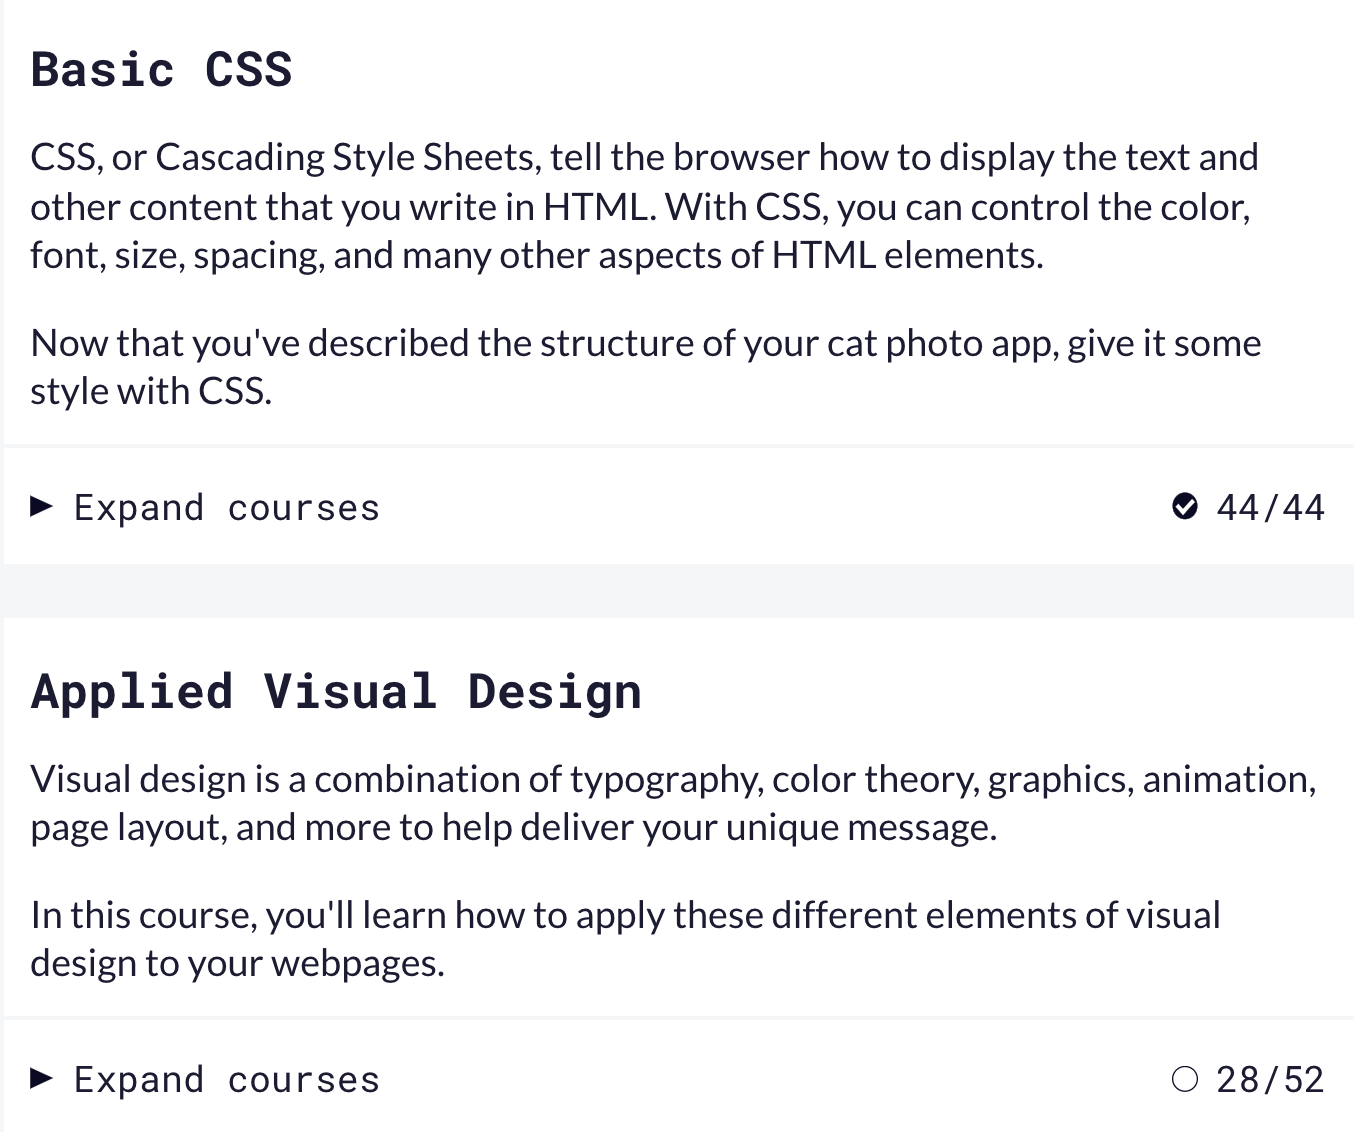 Basic CSS
CSS, or Cascading Style Sheets, tell the browser how to display the text and
other content that you write in HTML. With CSS, you can control the color,
font, size, spacing, and many other aspects of HTML elements.
Now that you've described the structure of your cat photo app, give it some
style with CSS.
Expand courses 44/44
Applied Visual Design
Visual design is a combination of typography, color theory, graphics, animation,
page layout, and more to help deliver your unique message.
In this course, you'll learn how to apply these different elements of visual
design to your webpages.
Expand courses 28/52